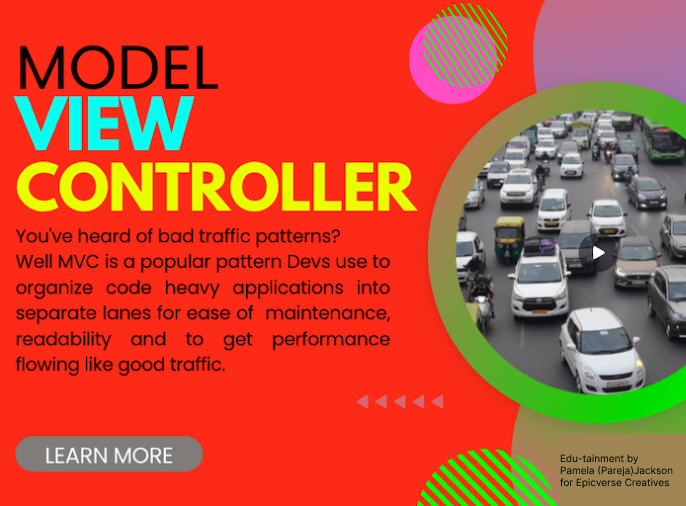 MODEL
VIEW
CONTROLLER
You've heard of bad traffic patterns?
Well MVC is a popular pattern Devs use to
organize code heavy applications into
separate lanes for ease of maintenance,
readability and to get performance
flowing like good traffic.
LEARN MORE
Edu-tainment by
Pamela (Pareja)Jackson
for Epicverse Creatives